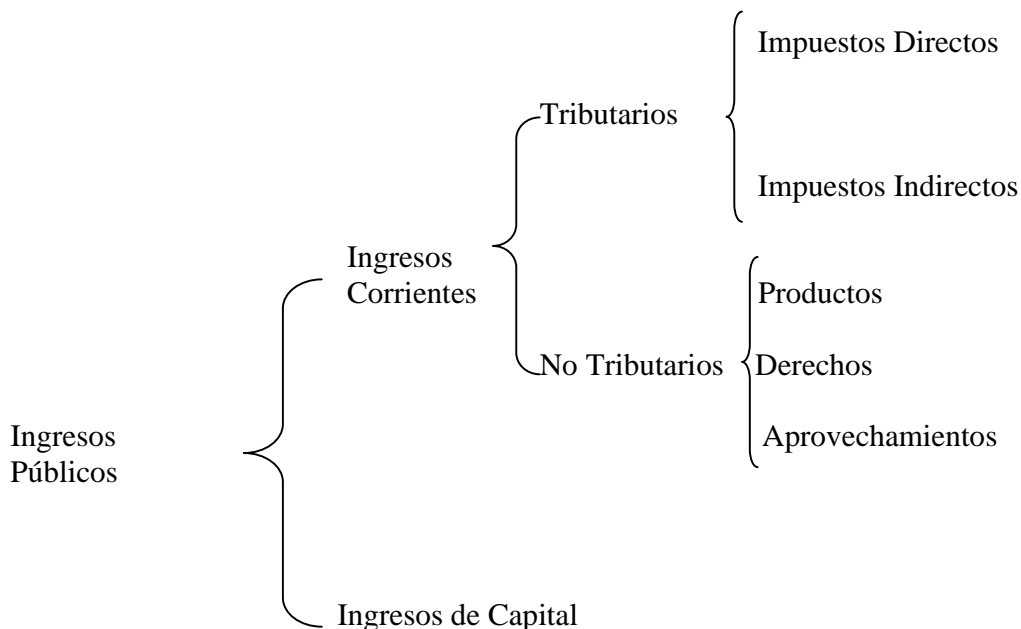 Impuestos Directos
Tributarios
Impuestos Indirectos
Ingresos
Corrientes
Productos
No Tributarios
Derechos
Aprovechamientos
Ingresos
Públicos
Ingresos de Capital